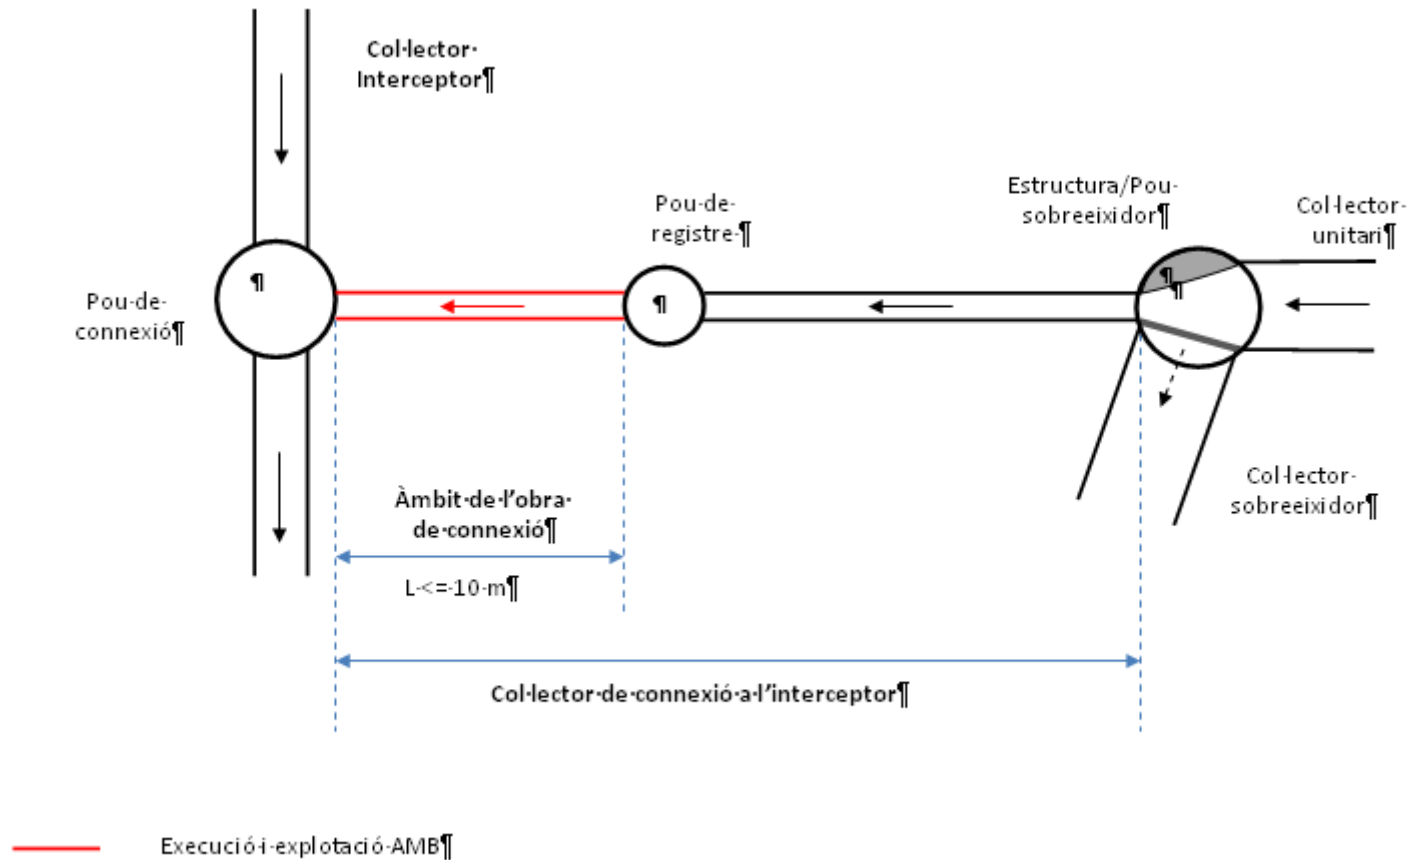 Col·lector·
Interceptor¶
Estructura/Pou·
sobreeixidor¶
Col·lector·
unitari¶
Pou·de·
registre·¶
¶
¶
¶
¶
Pou·de·
connexió¶
Àmbit·de·l’obra·
de·connexió¶
L·<=·10·m¶
Col·lector·
sobreeixidor¶
Col·lector·de·connexió·a·l’interceptor¶
Execució·i·explotació·AMB¶